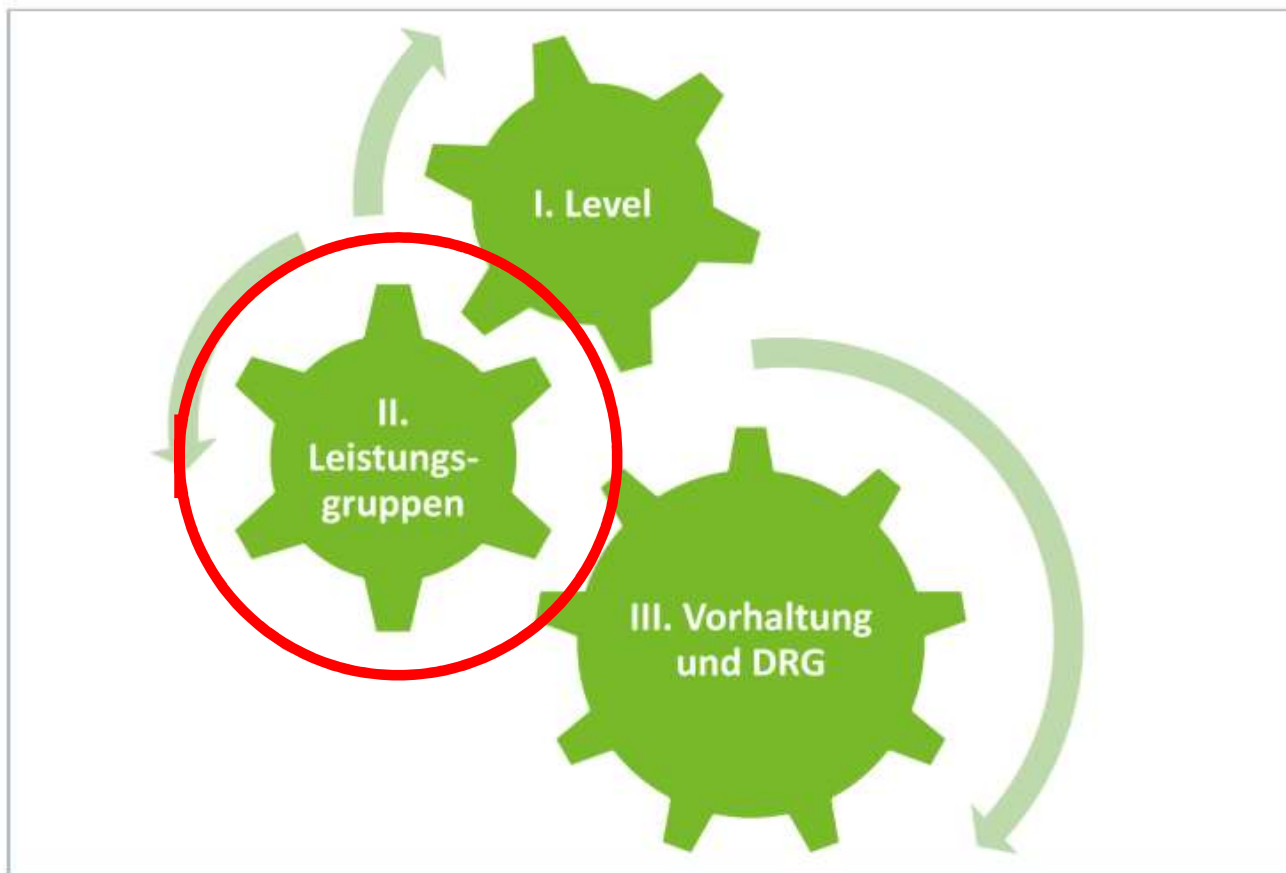 I. Level
II.
Leistungs-
gruppen
III. Vorhaltung
und DRG